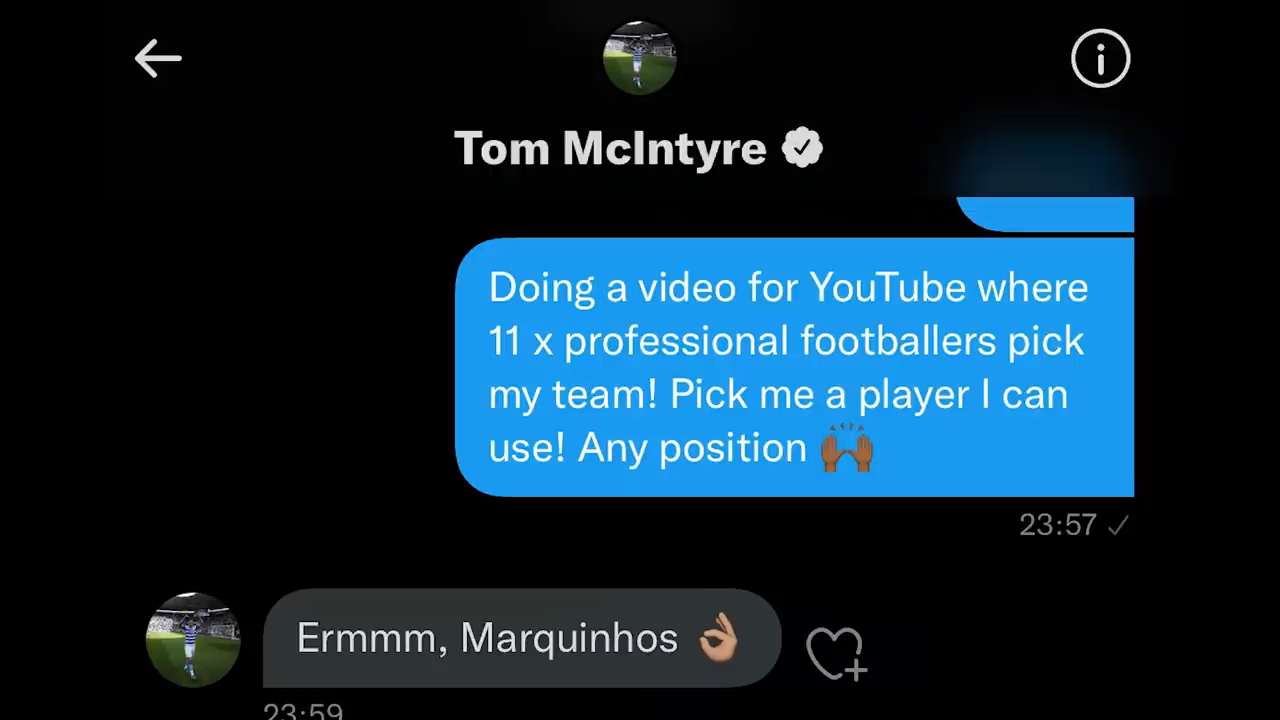 Tom McIntyre
Doing a video for YouTube where
11 x professional footballers pick
my team! Pick me a player I can
use! Any position 🙌🏾
23:57 ✓
Ermmm, Marquinhos 👌🏽
23:59